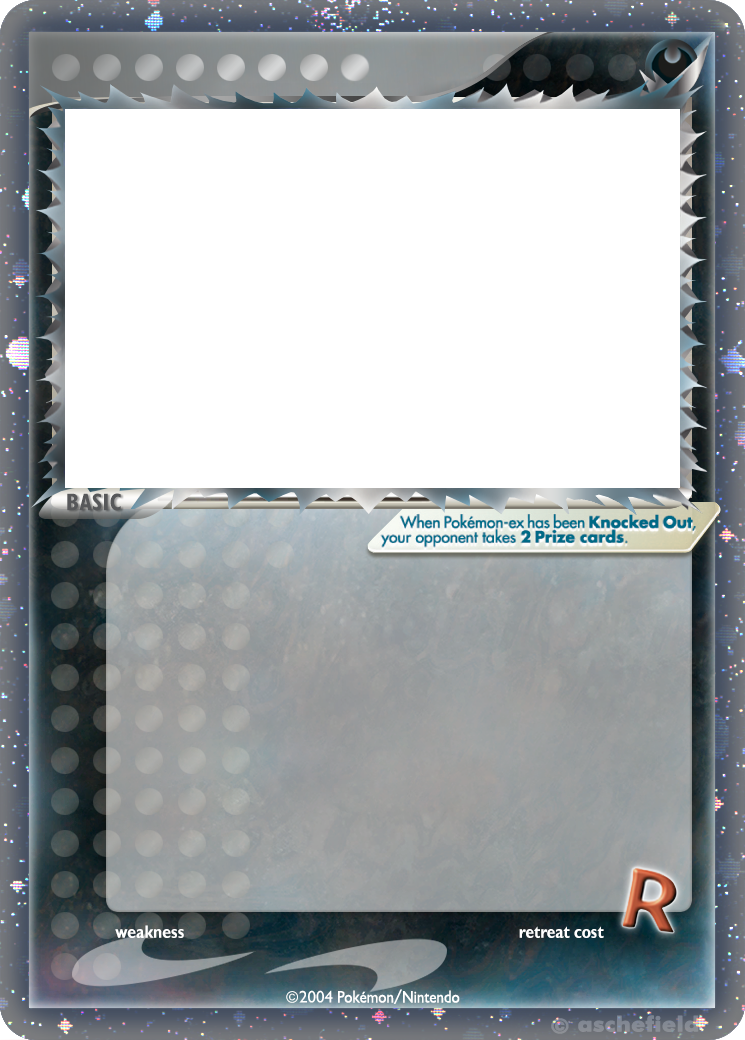 BASIC
When Pokémon-ex has been Knocked Out,
your opponent takes 2 Prize cards.
R
weakness
retreat cost
©2004 Pokémon/Nintendo
© aschefield